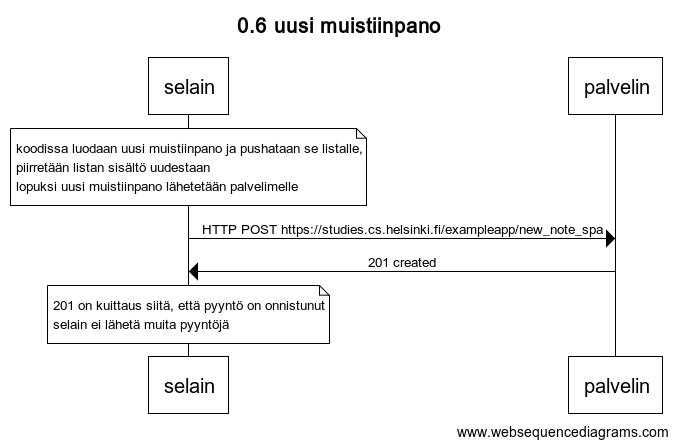 0.6 uusi muistiinpano
selain
palvelin
koodissa luodaan uusi muistiinpano ja pushataan se listalle,
piirretään listan sisältö uudestaan
lopuksi uusi muistiinpano lähetetään palvelimelle
HTTP POST https://studies.cs.helsinki.fi/exampleapp/new_note_spa
201 created
201 on kuittaus siitä, että pyyntö on onnistunut
selain ei lähetä muita pyyntöjä
selain
palvelin
www.websequencediagrams.com